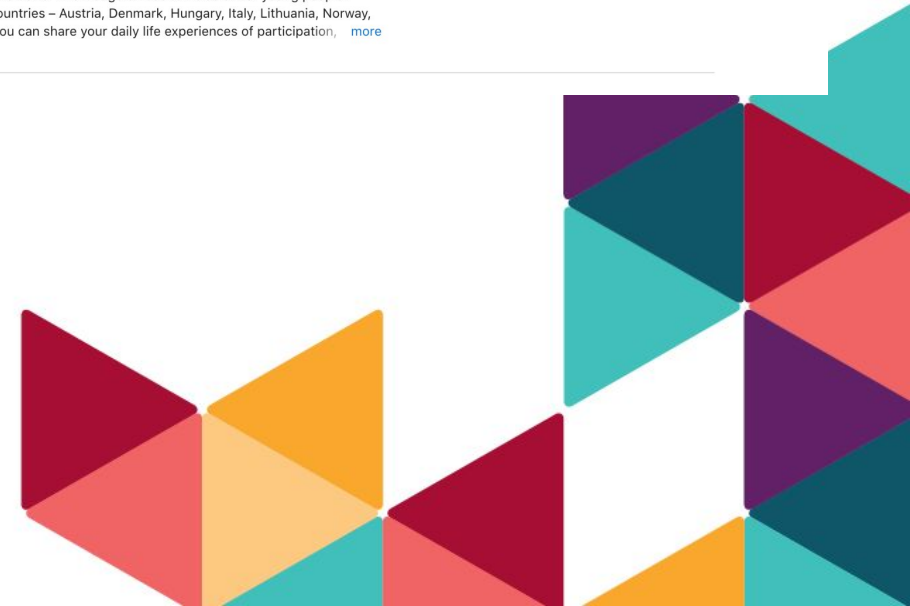 ountries – Austria, Denmark, Hungary, Italy, Lithuania, Norway,
ou can share your daily life experiences of participation, more